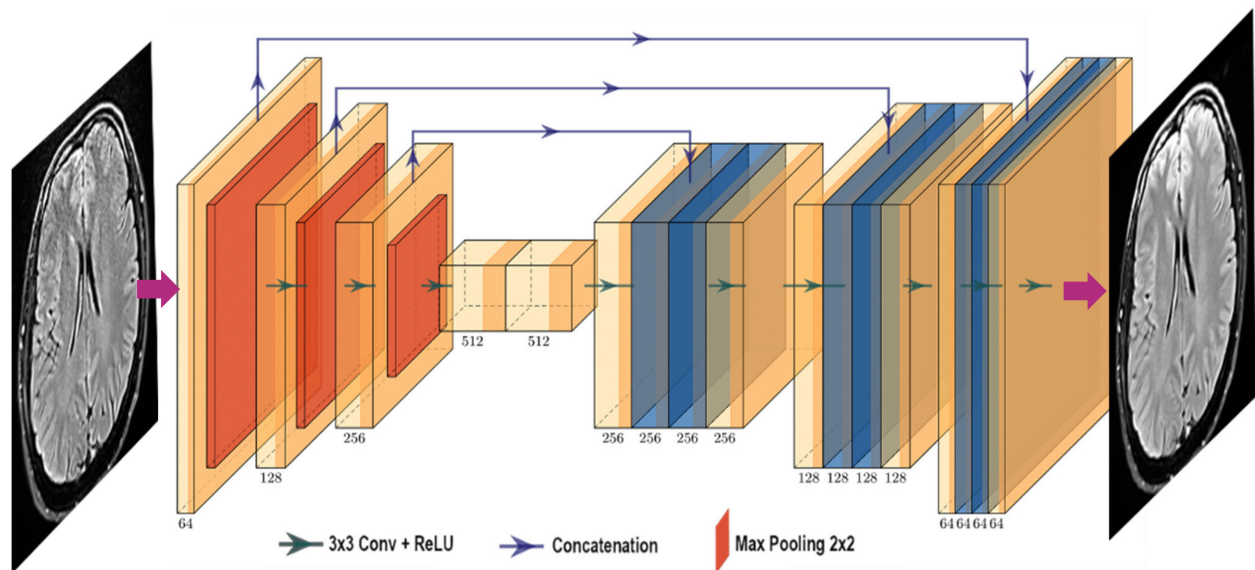 512
512
256
256 256 256 256
128
128 128 128 128
64
64 64 64 64
3x3 Conv + ReLU
Concatenation
Max Pooling 2x2